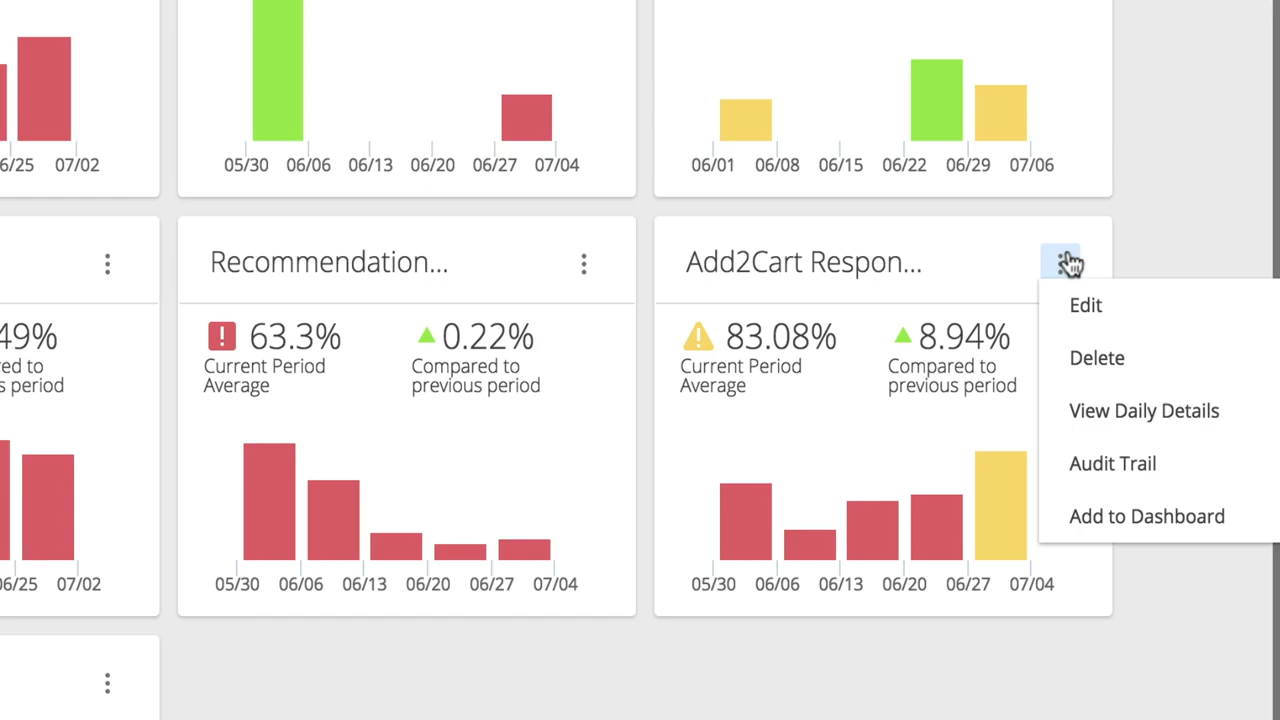 6/25 07/02
05/30 06/06 06/13 06/20 06/27 07/04
06/01 06/08 06/15 06/22 06/29 07/06
49%
ed to
s period
6/25 07/02
Recommendation...
! 63.3%
Current Period
Average
0.22%
Compared to
previous period
05/30 06/06 06/13 06/20 06/27 07/04
Add2Cart Respon...
! 83.08%
Current Period
Average
8.94%
Compared to
previous period
05/30 06/06 06/13 06/20 06/27 07/04
Edit
Delete
View Daily Details
Audit Trail
Add to Dashboard